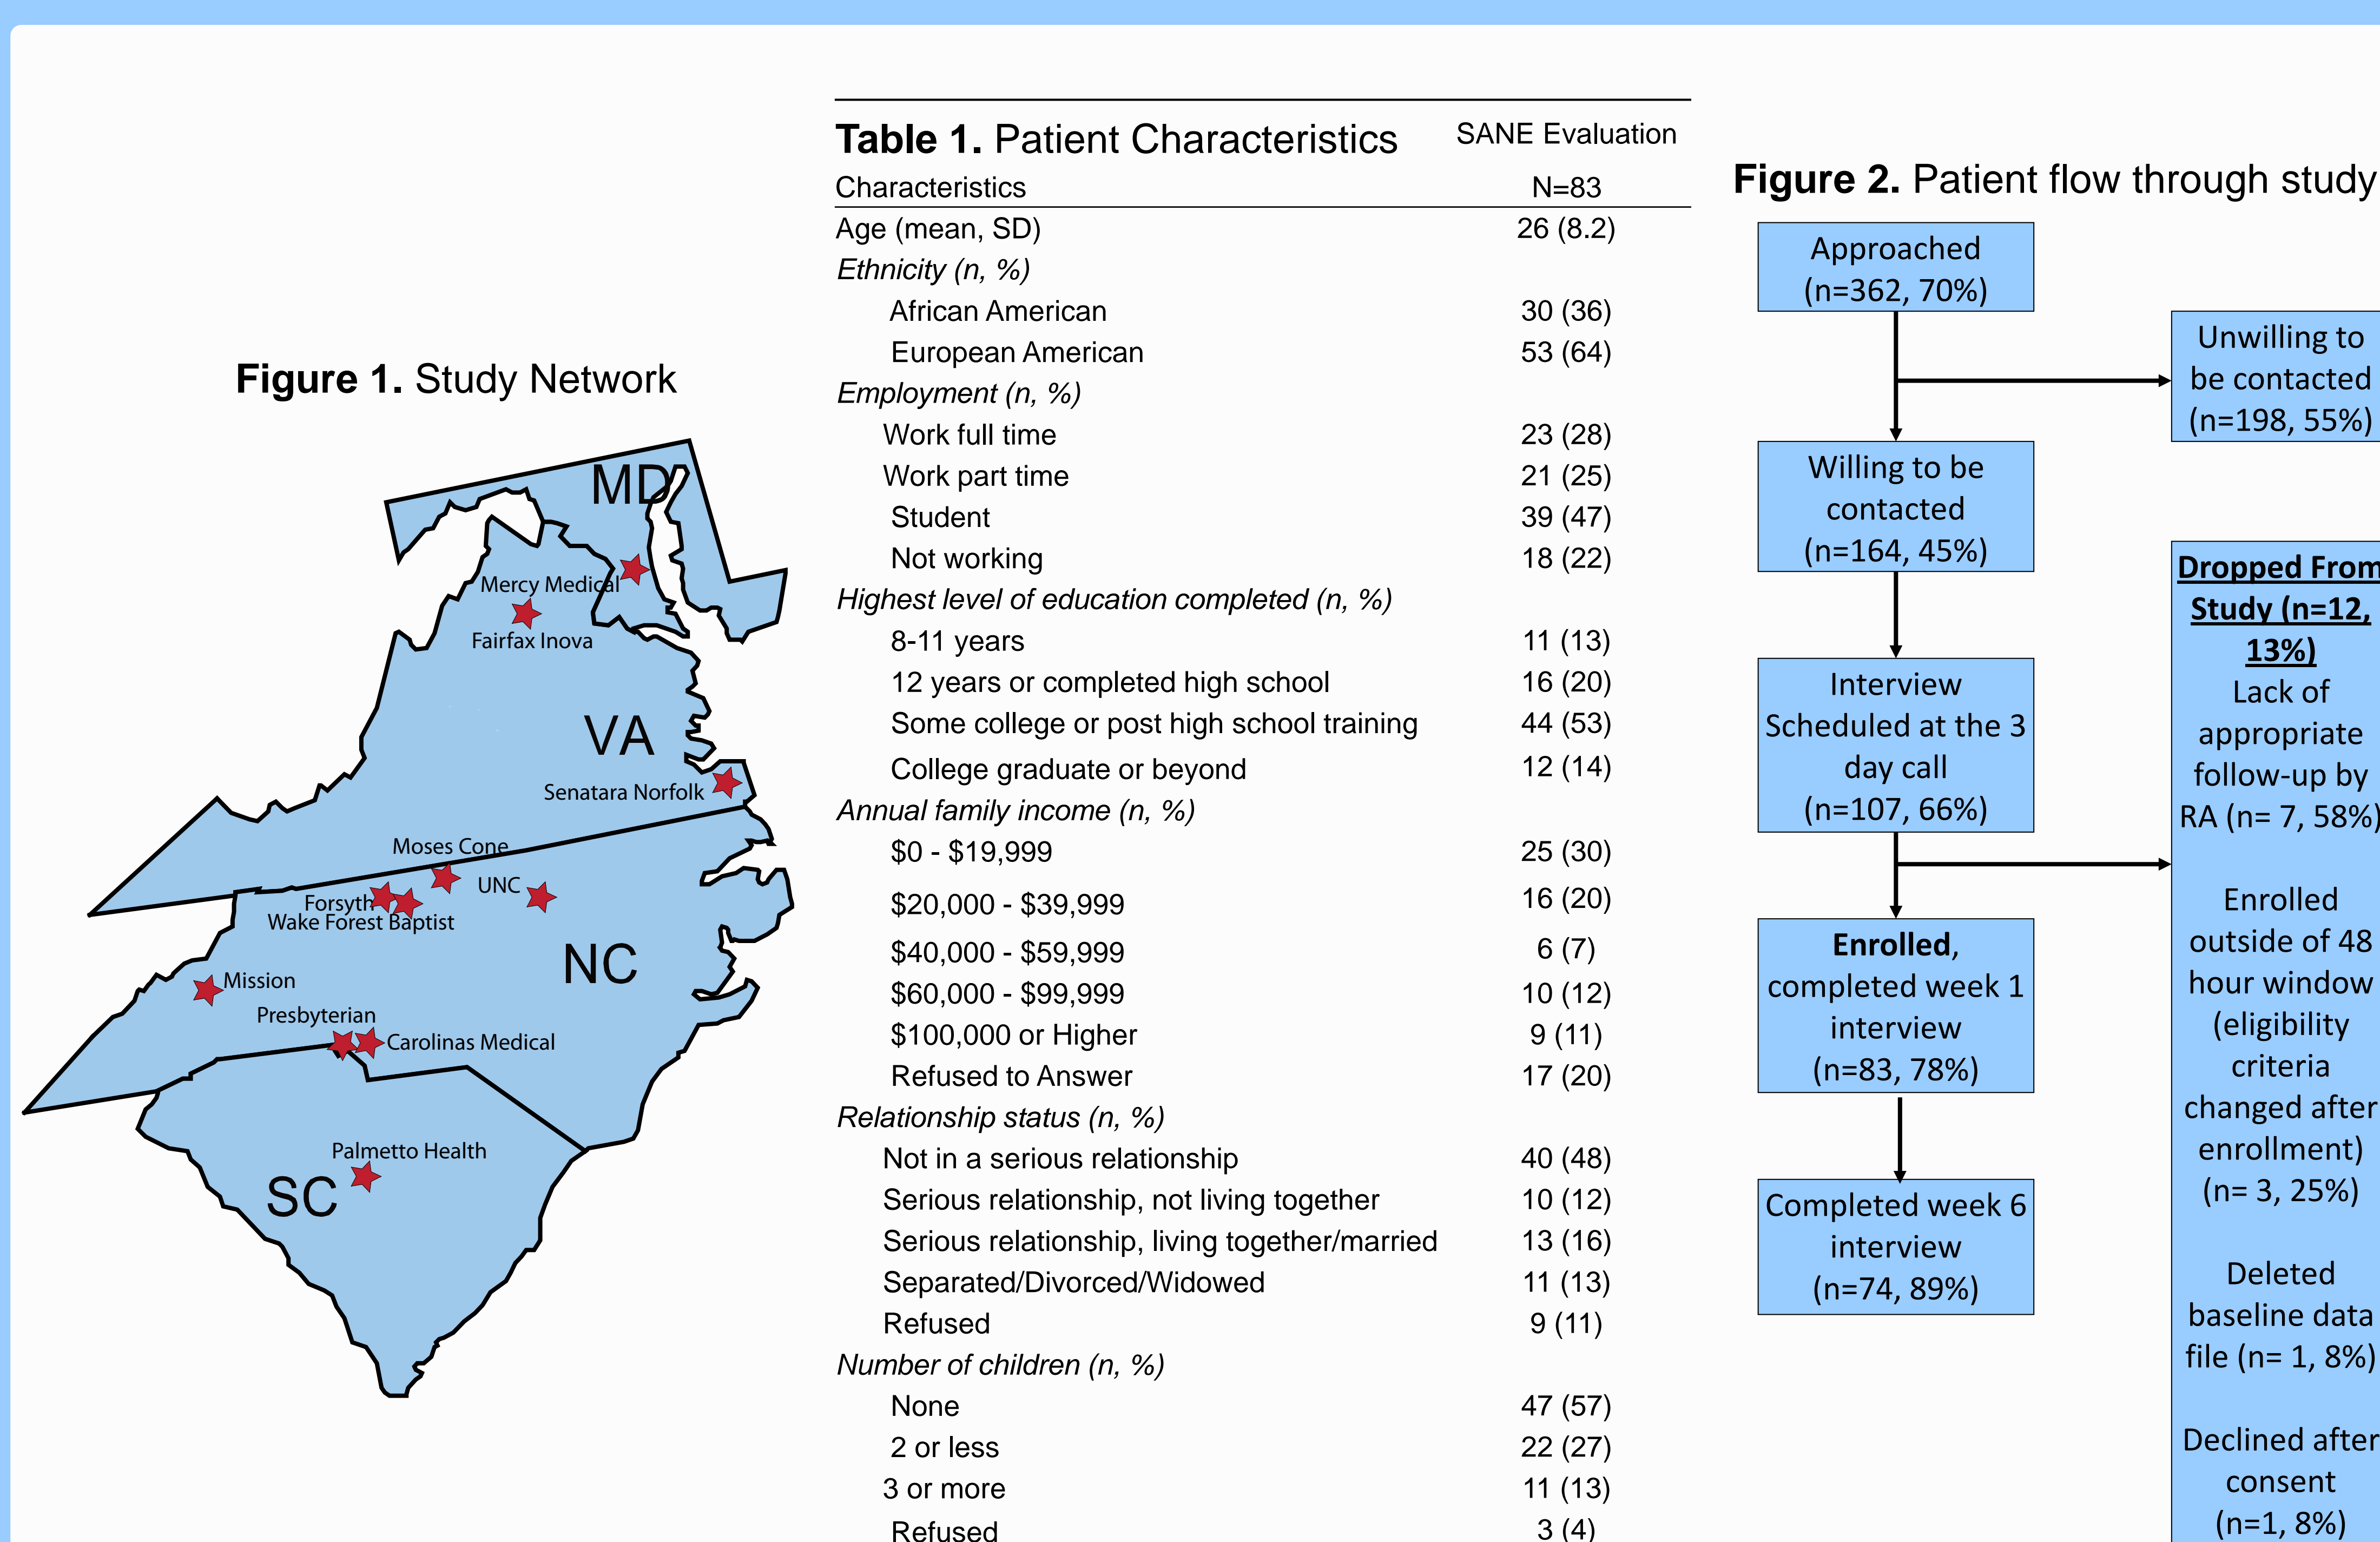 Figure 1. Study Network
MD
Mercy Medical
Fairfax Inova
VA
Senatara Norfolk
Moses Cone
UNC
Forsyth
Wake Forest Baptist
NC
Mission
Presbyterian
Carolinas Medical
Palmetto Health
SC
Table 1. Patient Characteristics SANE Evaluation
Characteristics N=83
Age (mean, SD) 26 (8.2)
Ethnicity (n, %)
African American 30 (36)
European American 53 (64)
Employment (n, %)
Work full time 23 (28)
Work part time 21 (25)
Student 39 (47)
Not working 18 (22)
Highest level of education completed (n, %)
8-11 years 11 (13)
12 years or completed high school 16 (20)
Some college or post high school training 44 (53)
College graduate or beyond 12 (14)
Annual family income (n, %)
$0 - $19,999 25 (30)
$20,000 - $39,999 16 (20)
$40,000 - $59,999 6 (7)
$60,000 - $99,999 10 (12)
$100,000 or Higher 9 (11)
Refused to Answer 17 (20)
Relationship status (n, %)
Not in a serious relationship 40 (48)
Serious relationship, not living together 10 (12)
Serious relationship, living together/married 13 (16)
Separated/Divorced/Widowed 11 (13)
Refused 9 (11)
Number of children (n, %)
None 47 (57)
2 or less 22 (27)
3 or more 11 (13)
Refused 3 (4)
Figure 2. Patient flow through study
Approached
(n=362, 70%)
Unwilling to
be contacted
(n=198, 55%)
Willing to be
contacted
(n=164, 45%)
Interview
Scheduled at the 3
day call
(n=107, 66%)
Enrolled,
completed week 1
interview
(n=83, 78%)
Completed week 6
interview
(n=74, 89%)
Dropped From
Study (n=12,
13%)
Lack of
appropriate
follow-up by
RA (n= 7, 58%)
Enrolled
outside of 48
hour window
(eligibility
criteria
changed after
enrollment)
(n= 3, 25%)
Deleted
baseline data
file (n= 1, 8%)
Declined after
consent
(n=1, 8%)